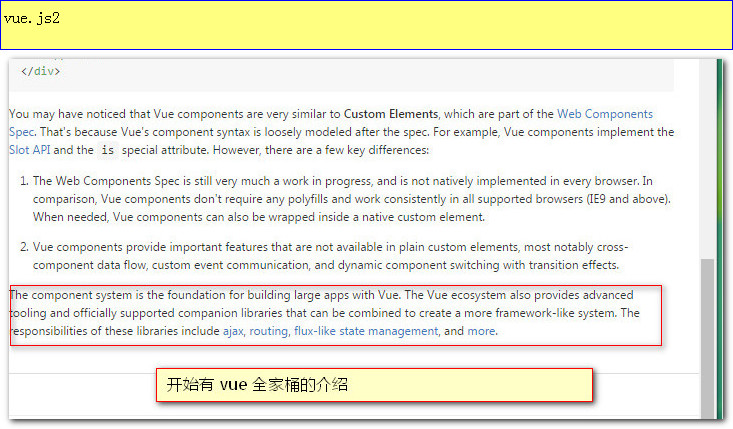 vue.js2
</div>
You may have noticed that Vue components are very similar to Custom Elements, which are part of the Web Components
Spec. That's because Vue's component syntax is loosely modeled after the spec. For example, Vue components implement the
Slot API and the is special attribute. However, there are a few key differences:
1. The Web Components Spec is still very much a work in progress, and is not natively implemented in every browser. In
comparison, Vue components don't require any polyfills and work consistently in all supported browsers (IE9 and above).
When needed, Vue components can also be wrapped inside a native custom element.
2. Vue components provide important features that are not available in plain custom elements, most notably cross-
component data flow, custom event communication, and dynamic component switching with transition effects.
The component system is the foundation for building large apps with Vue. The Vue ecosystem also provides advanced
tooling and officially supported companion libraries that can be combined to create a more framework-like system. The
responsibilities of these libraries include ajax, routing, flux-like state management, and more.
开始有 vue 全家桶的介绍